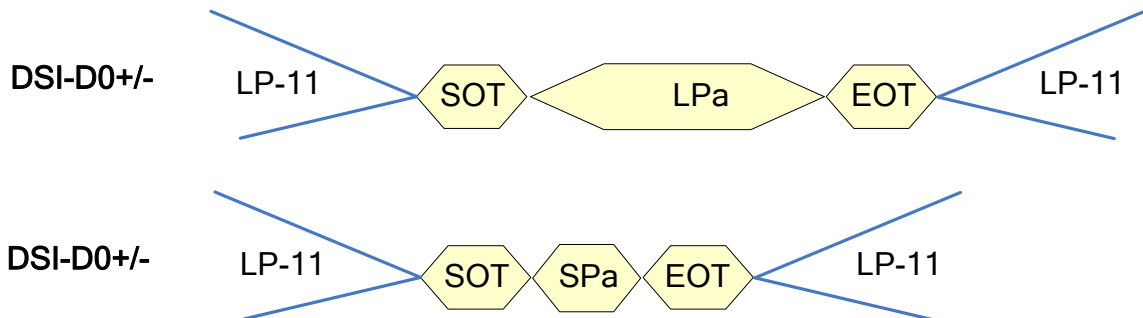 DSI-D0+/- LP-11 SOT LPa EOT LP-11
DSI-D0+/- LP-11 SOT SPa EOT LP-11